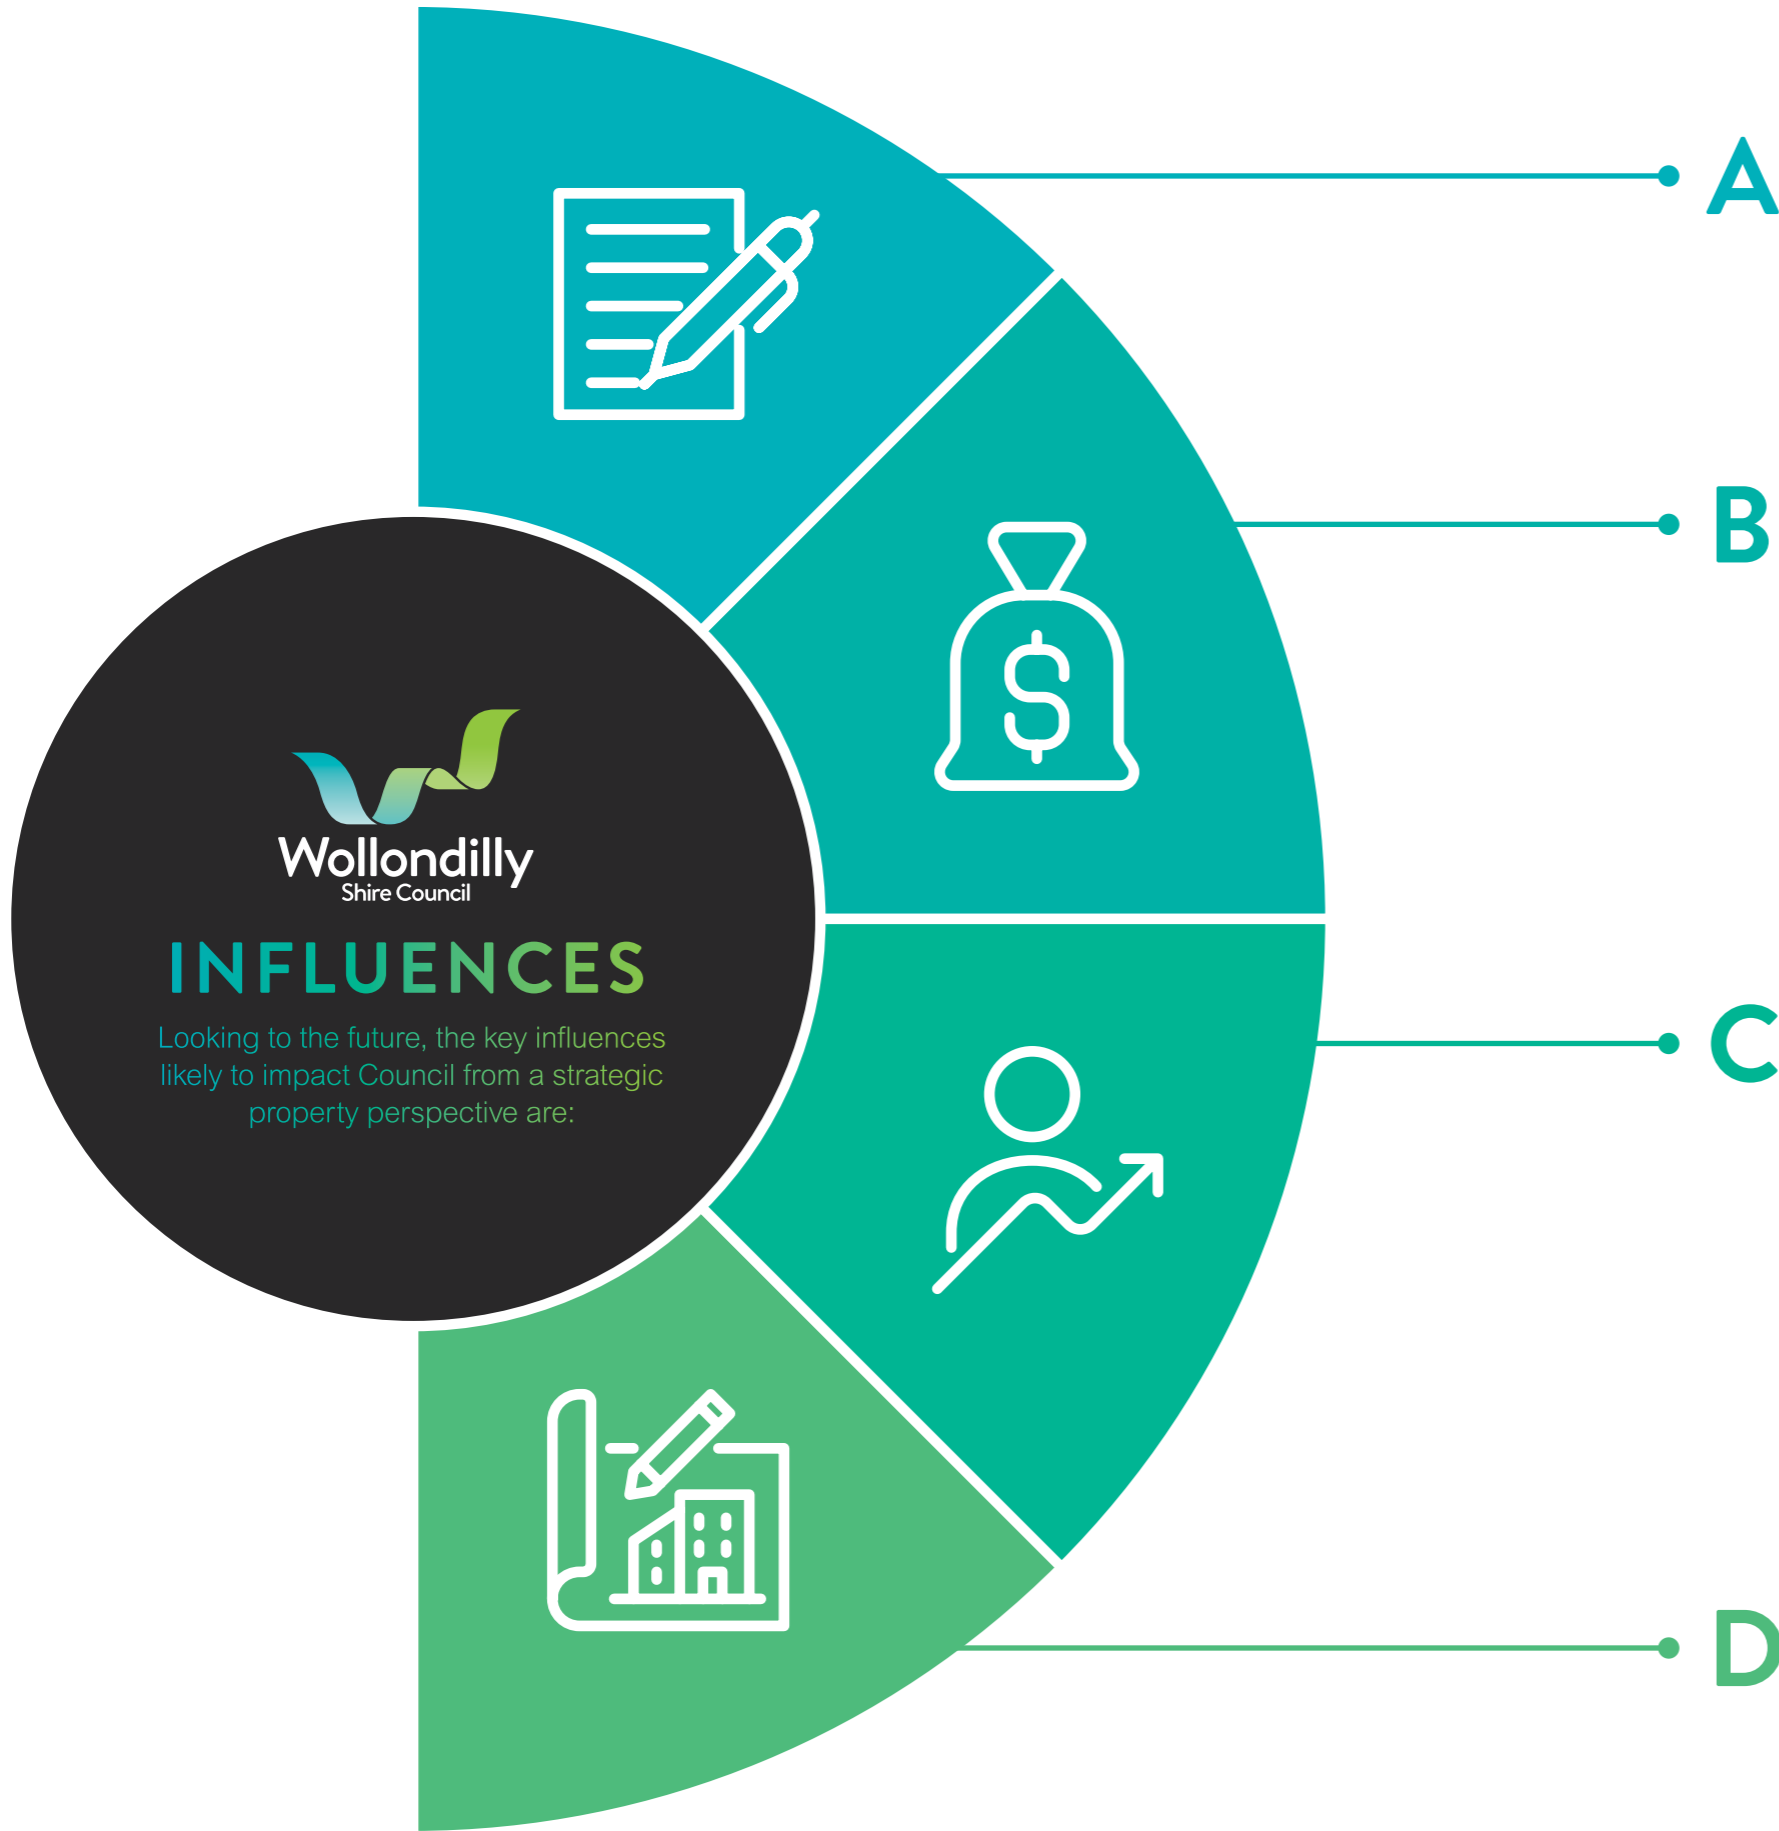 A
B
$
Wollondilly
Shire Council
INFLUENCES
Looking to the future, the key influences
likely to impact Council from a strategic
property perspective are:
C
D